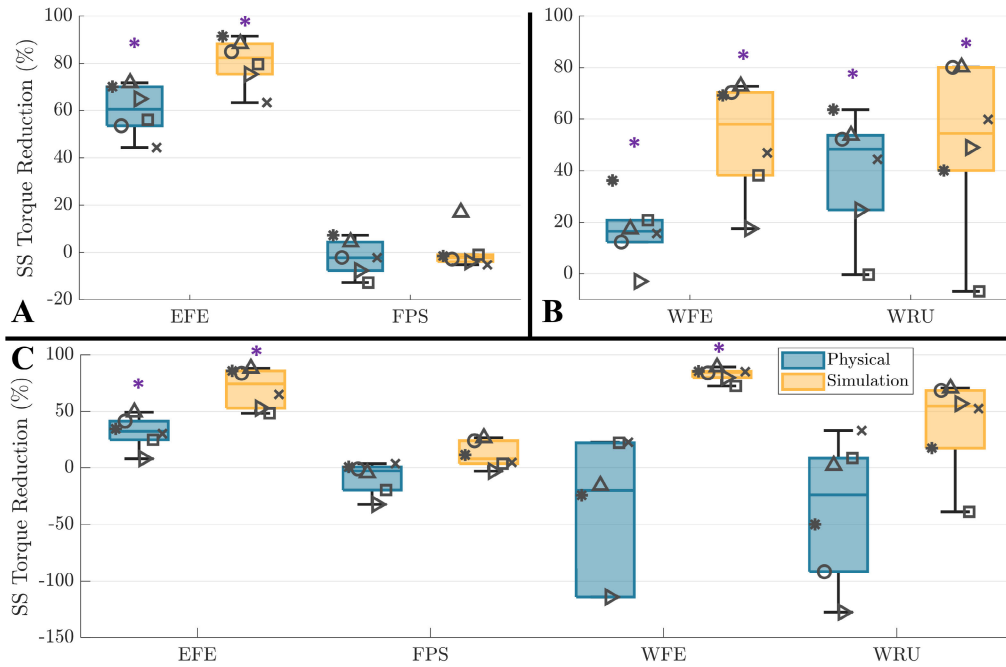 100
80
60
40
20
0
-20
SS Torque Reduction (%)
*
*
A
EFE
FPS
100
80
60
40
20
0
*
*
*
*
B
WFE
WRU
C
100
50
0
-50
-100
-150
SS Torque Reduction (%)
*
*
*
Physical
Simulation
EFE
FPS
WFE
WRU